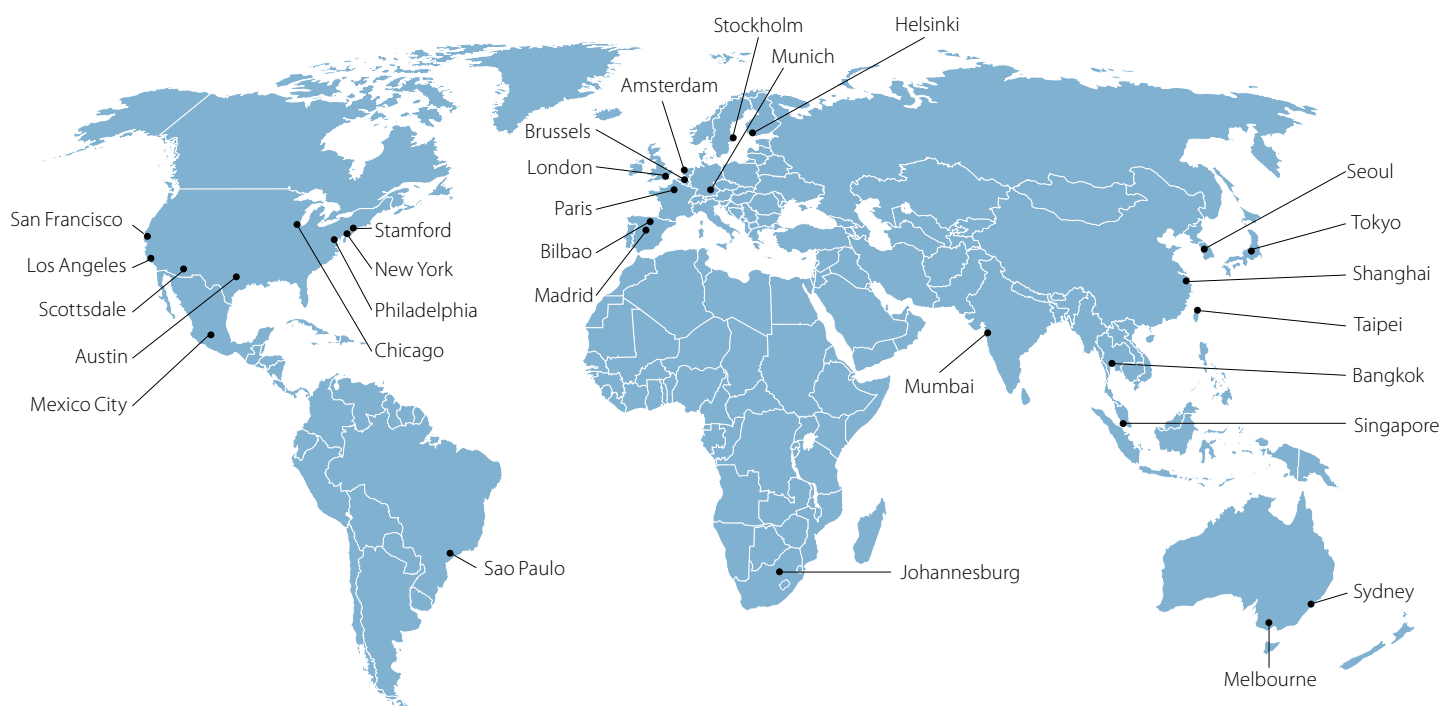 Stockholm
Helsinki
Munich
Amsterdam
Brussels
London
Paris
Bilbao
Madrid
San Francisco
Los Angeles
Scottsdale
Austin
Mexico City
Stamford
New York
Philadelphia
Chicago
Sao Paulo
Johannesburg
Mumbai
Seoul
Tokyo
Shanghai
Taipei
Bangkok
Singapore
Sydney
Melbourne